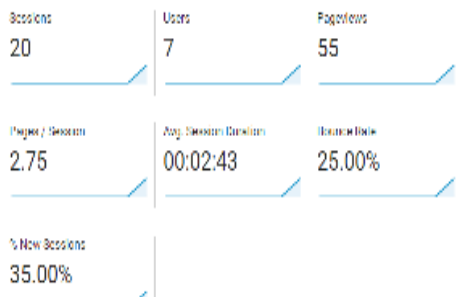 Sessions
20
Users
7
Pageviews
55
Pages / Session
2.75
Avg. Session Duration
00:02:43
Bounce Rate
25.00%
% New Sessions
35.00%